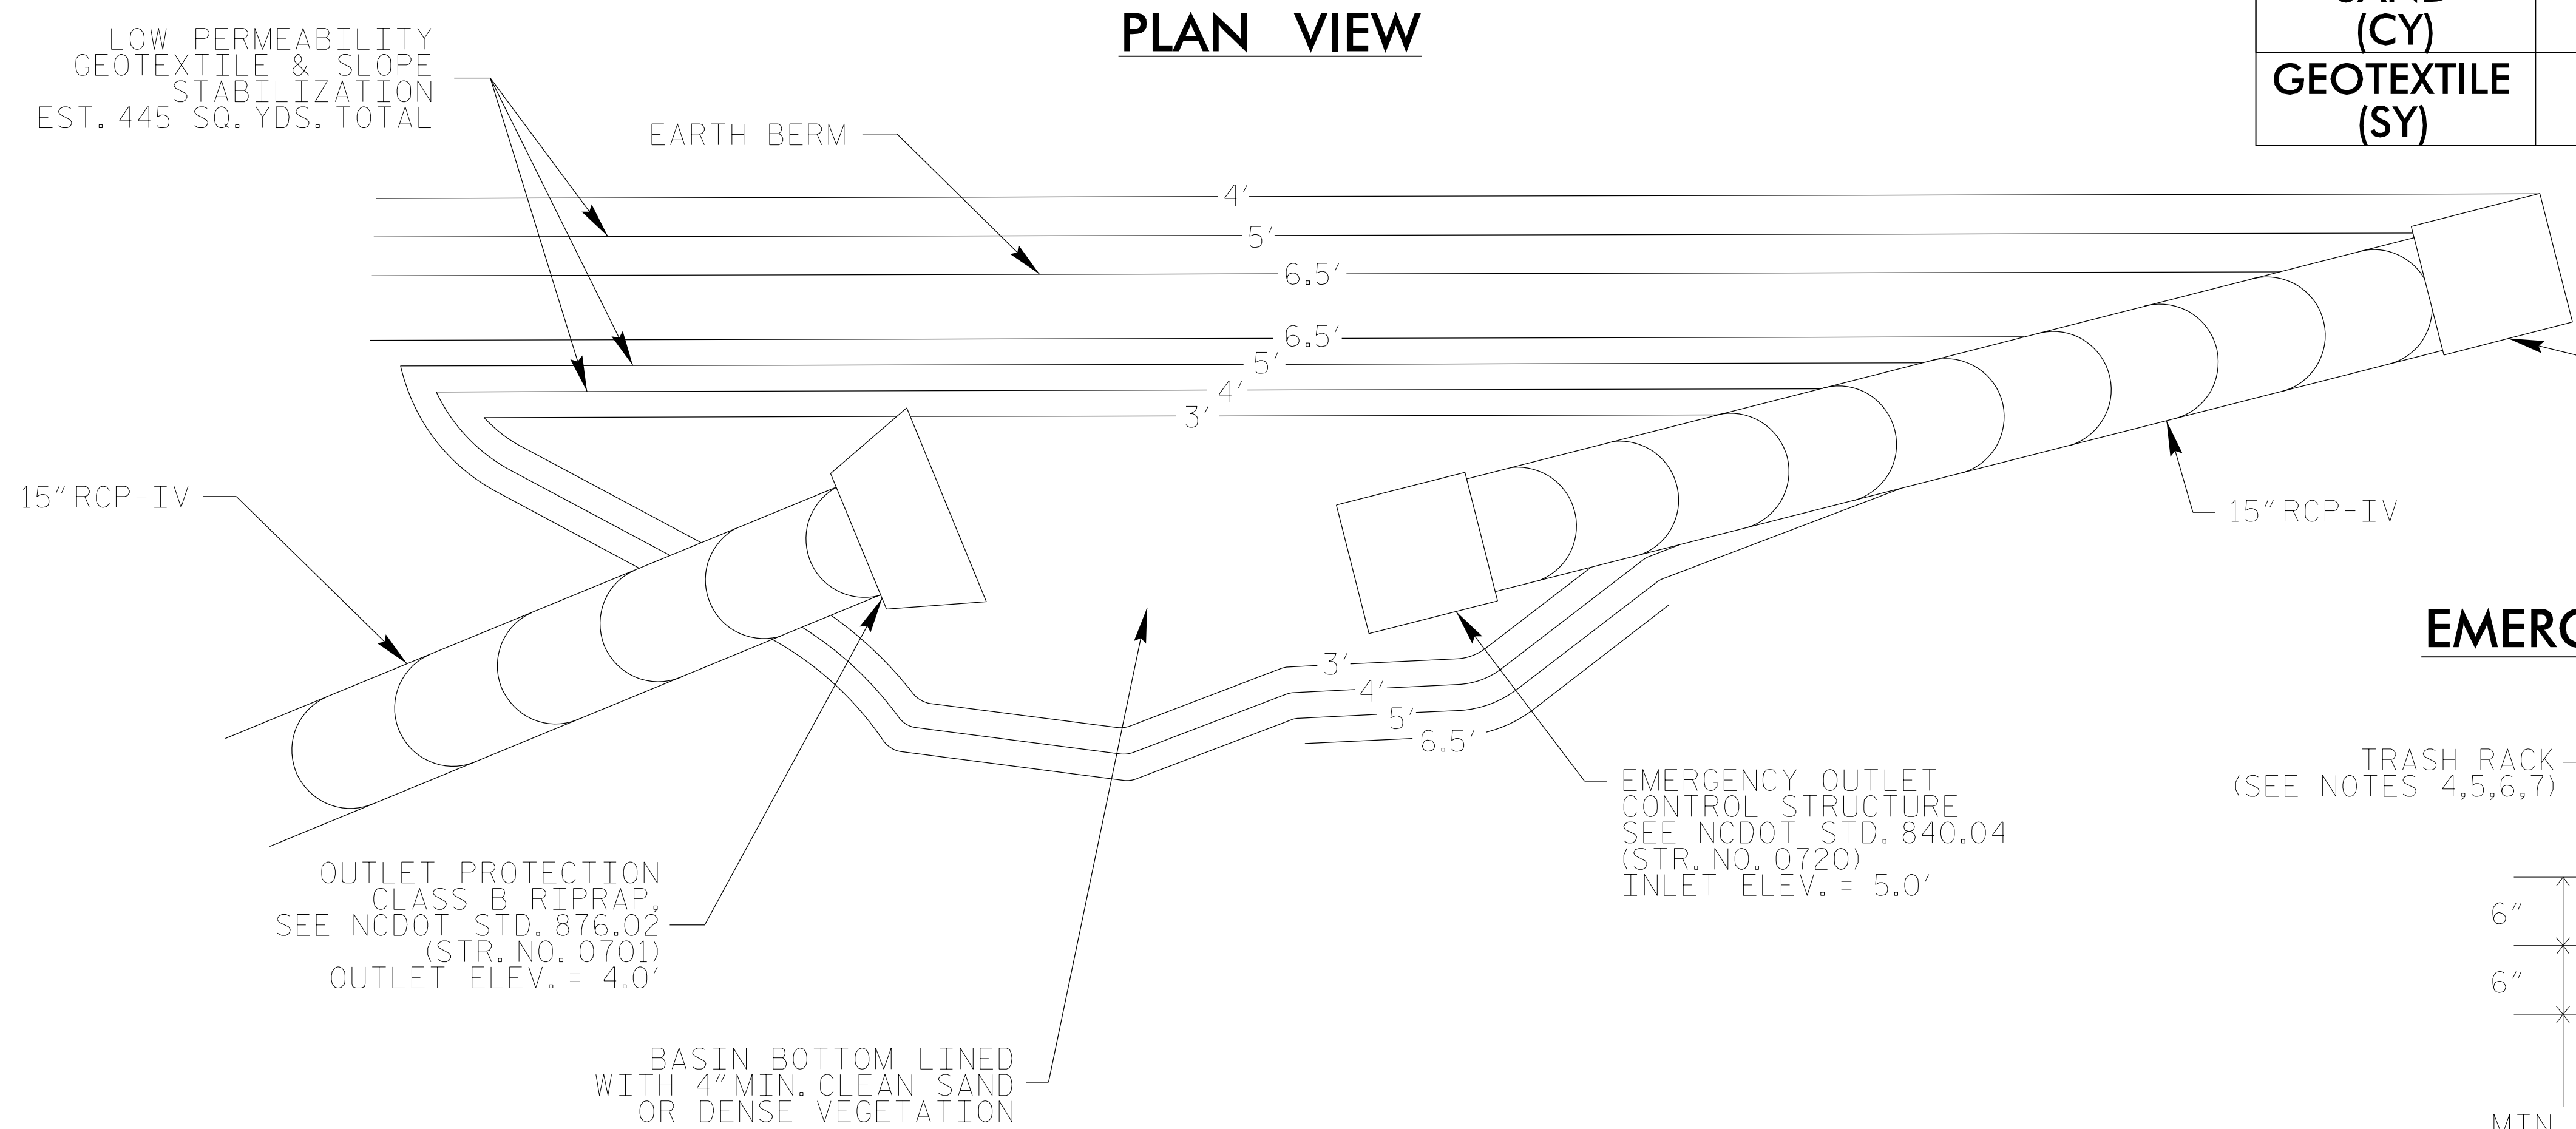 PLAN VIEW
(CY)
GEOTEXTILE
(SY)
LOW PERMEABILITY
GEOTEXTILE & SLOPE
STABILIZATION
EST. 445 SQ. YDS. TOTAL
EARTH BERM
4'
5'
6.5'
6.5'
5'
4'
3'
15" RCP-IV
15" RCP-IV
3'
4'
5'
6.5'
EMERGENCY OUTLET
CONTROL STRUCTURE
SEE NCDOT STD. 840.04
(STR. NO. 0720)
INLET ELEV. = 5.0'
OUTLET PROTECTION
CLASS B RIPRAP,
SEE NCDOT STD. 876.02
(STR. NO. 0701)
OUTLET ELEV. = 4.0'
BASIN BOTTOM LINED
WITH 4" MIN. CLEAN SAND
OR DENSE VEGETATION
TRASH RACK
(SEE NOTES 4,5,6,7)
6"
6"
MIN